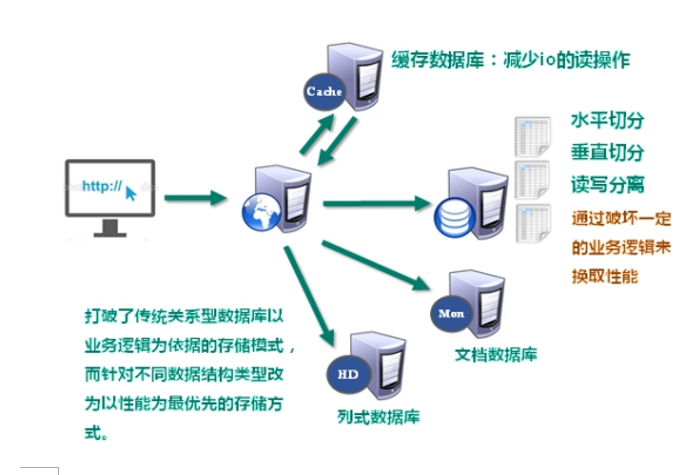 缓存数据库：减少io的读操作
Cache
水平切分
垂直切分
读写分离
http://
通过破坏一定
的业务逻辑来
换取性能
Mon
文档数据库
打破了传统关系型数据库以
业务逻辑为依据的存储模式，
而针对不同数据结构类型改
为以性能为最优先的存储方
式。
HD
列式数据库